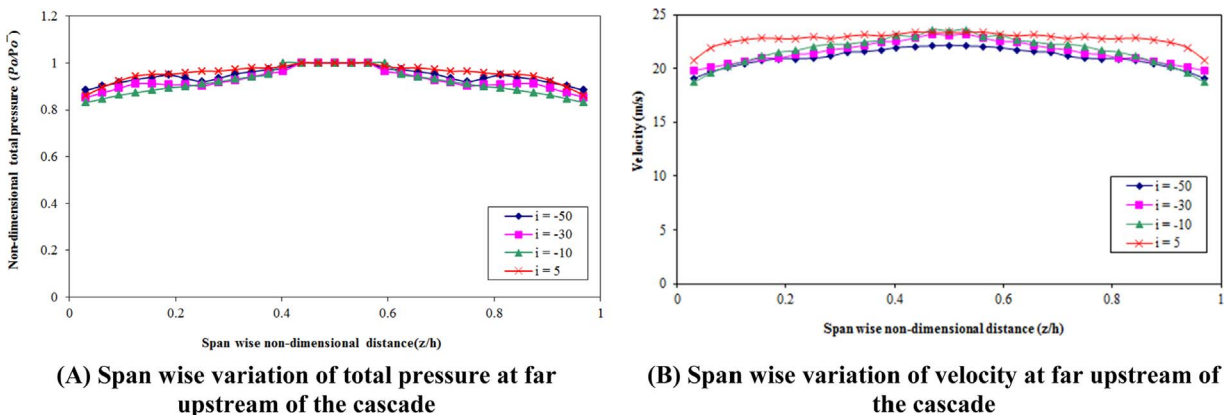 Non-dimensional total pressure (Po/Po¯)
1.2
1
0.8
0.6
0.4
0.2
0
0
0.2
0.4
0.6
0.8
1
i = -50
i = -30
i = -10
i = 5
Span wise non-dimensional distance(z/h)
(A) Span wise variation of total pressure at far
upstream of the cascade
Velocity (m/s)
25
20
15
10
5
0
0
0.2
0.4
0.6
0.8
1
i = -50
i = -30
i = -10
i = 5
Span wise non-dimensional distance (z/h)
(B) Span wise variation of velocity at far upstream of
the cascade